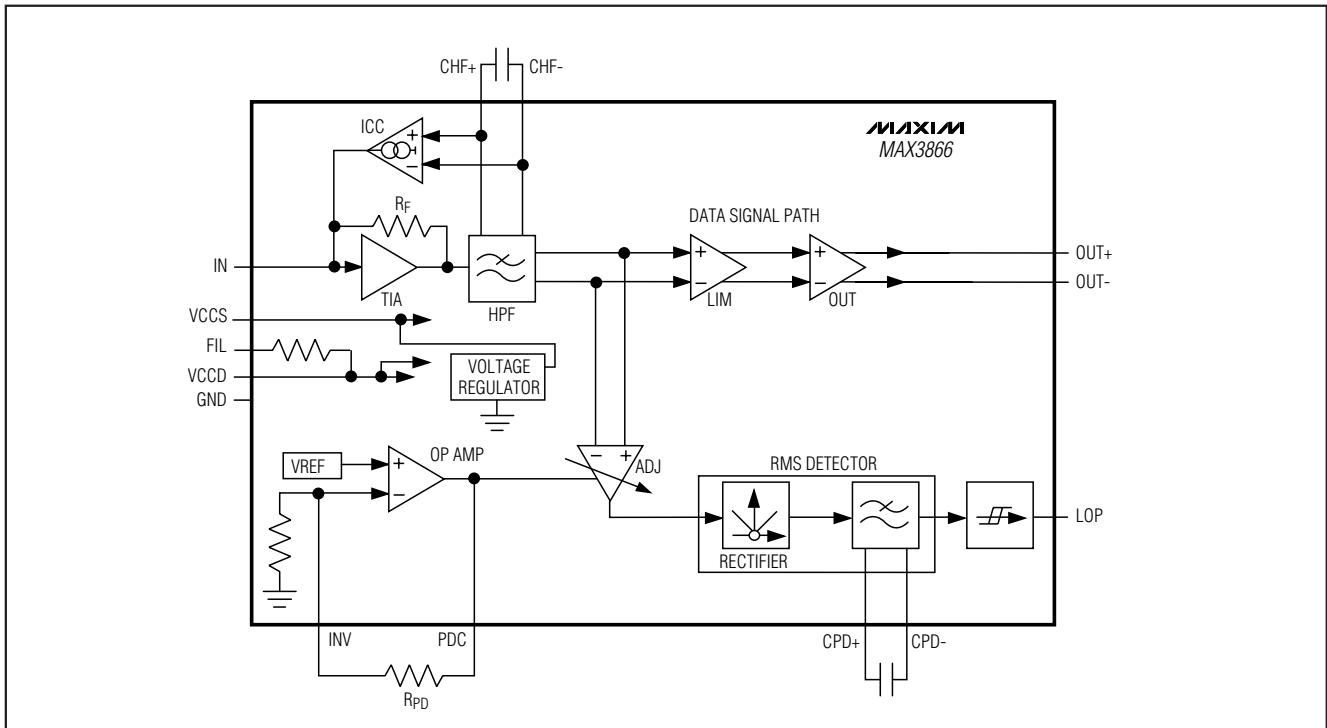 CHF+ CHF-
ICC
+
−
MAXIM
MAX3866
RF
DATA SIGNAL PATH
IN
TIA
HPF
+
−
LIM
+
−
OUT
OUT+
OUT-
VCCS
FIL
VCCD
GND
VOLTAGE
REGULATOR
OP AMP
VREF
+
−
− +
ADJ
RMS DETECTOR
RECTIFIER
LOP
INV PDC
CPD+ CPD-
RPD